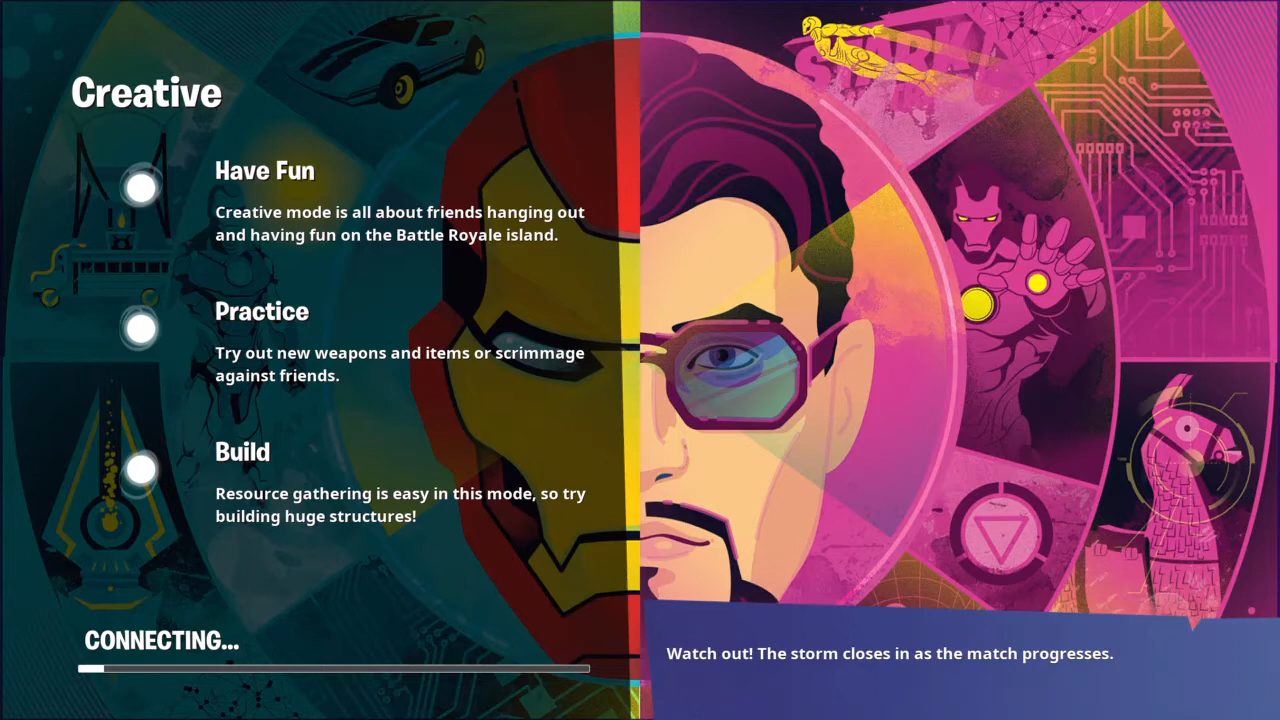 Creative
Have Fun
Creative mode is all about friends hanging out
and having fun on the Battle Royale island.
Practice
Try out new weapons and items or scrimmage
against friends.
Build
Resource gathering is easy in this mode, so try
building huge structures!
CONNECTING...
STARK
Watch out! The storm closes in as the match progresses.